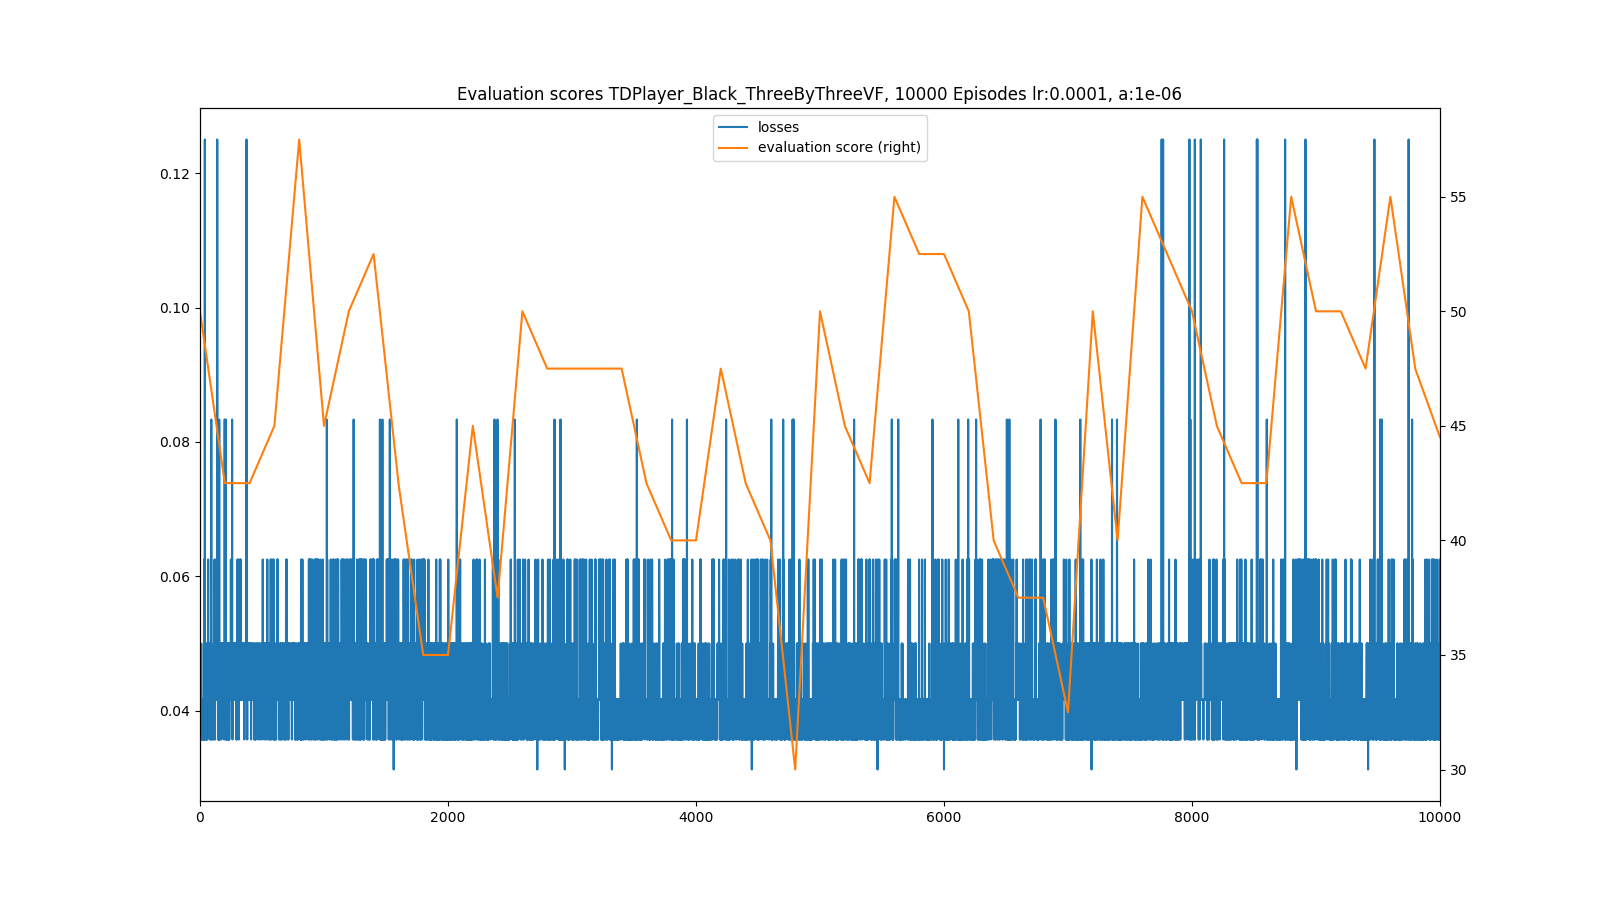 Evaluation scores TDPlayer_Black_ThreeByThreeVF, 10000 Episodes lr:0.0001, a:1e-06
losses
evaluation score (right)
0.12
0.10
0.08
0.06
0.04
55
50
45
40
35
30
0 2000 4000 6000 8000 10000